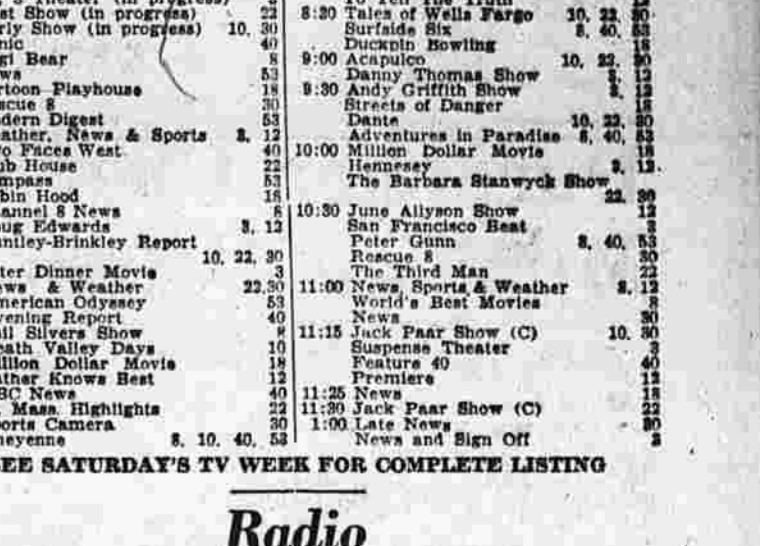 st Show (in progress) 22
rly Show (in progress) 10, 30
nic 40
gi Bear 8
ws 53
rtoon Playhouse 18
scue 8 30
dern Digest 53
ather, News & Sports 8, 12
o Faces West 40
ub House 22
mpass 53
bin Hood 18
annel 8 News 8
ug Edwards 3, 12
ntley-Brinkley Report
10, 22, 30
ter Dinner Movie 3
ws & Weather 22,30
merican Odyssey 53
vening Report 40
il Silvers Show 8
eath Valley Days 10
illion Dollar Movie 18
ather Knows Best 12
BC News 40
Mass. Highlights 22
orts Camera 30
heyenne 8, 10, 40, 53
8:30 Tales of Wells Fargo 10, 22, 30
Surfside Six 8, 40, 53
Duckpin Bowling 18
9:00 Acapulco 10, 22, 30
Danny Thomas Show 3, 12
9:30 Andy Griffith Show 3, 12
Streets of Danger 18
Dante 10, 22, 30
Adventures in Paradise 8, 40, 53
10:00 Million Dollar Movie 18
Hennesey 3, 12
The Barbara Stanwyck Show
22, 30
10:30 June Allyson Show 12
San Francisco Beat 3
Peter Gunn 8, 40, 53
Rescue 8 30
The Third Man 22
11:00 News, Sports & Weather 8, 12
World's Best Movies 8
News 30
11:15 Jack Paar Show (C) 10, 30
Suspense Theater 3
Feature 40 40
Premiere 12
11:25 News 18
11:30 Jack Paar Show (C) 22
1:00 Late News 30
News and Sign Off 8
EE SATURDAY'S TV WEEK FOR COMPLETE LISTING
Radio